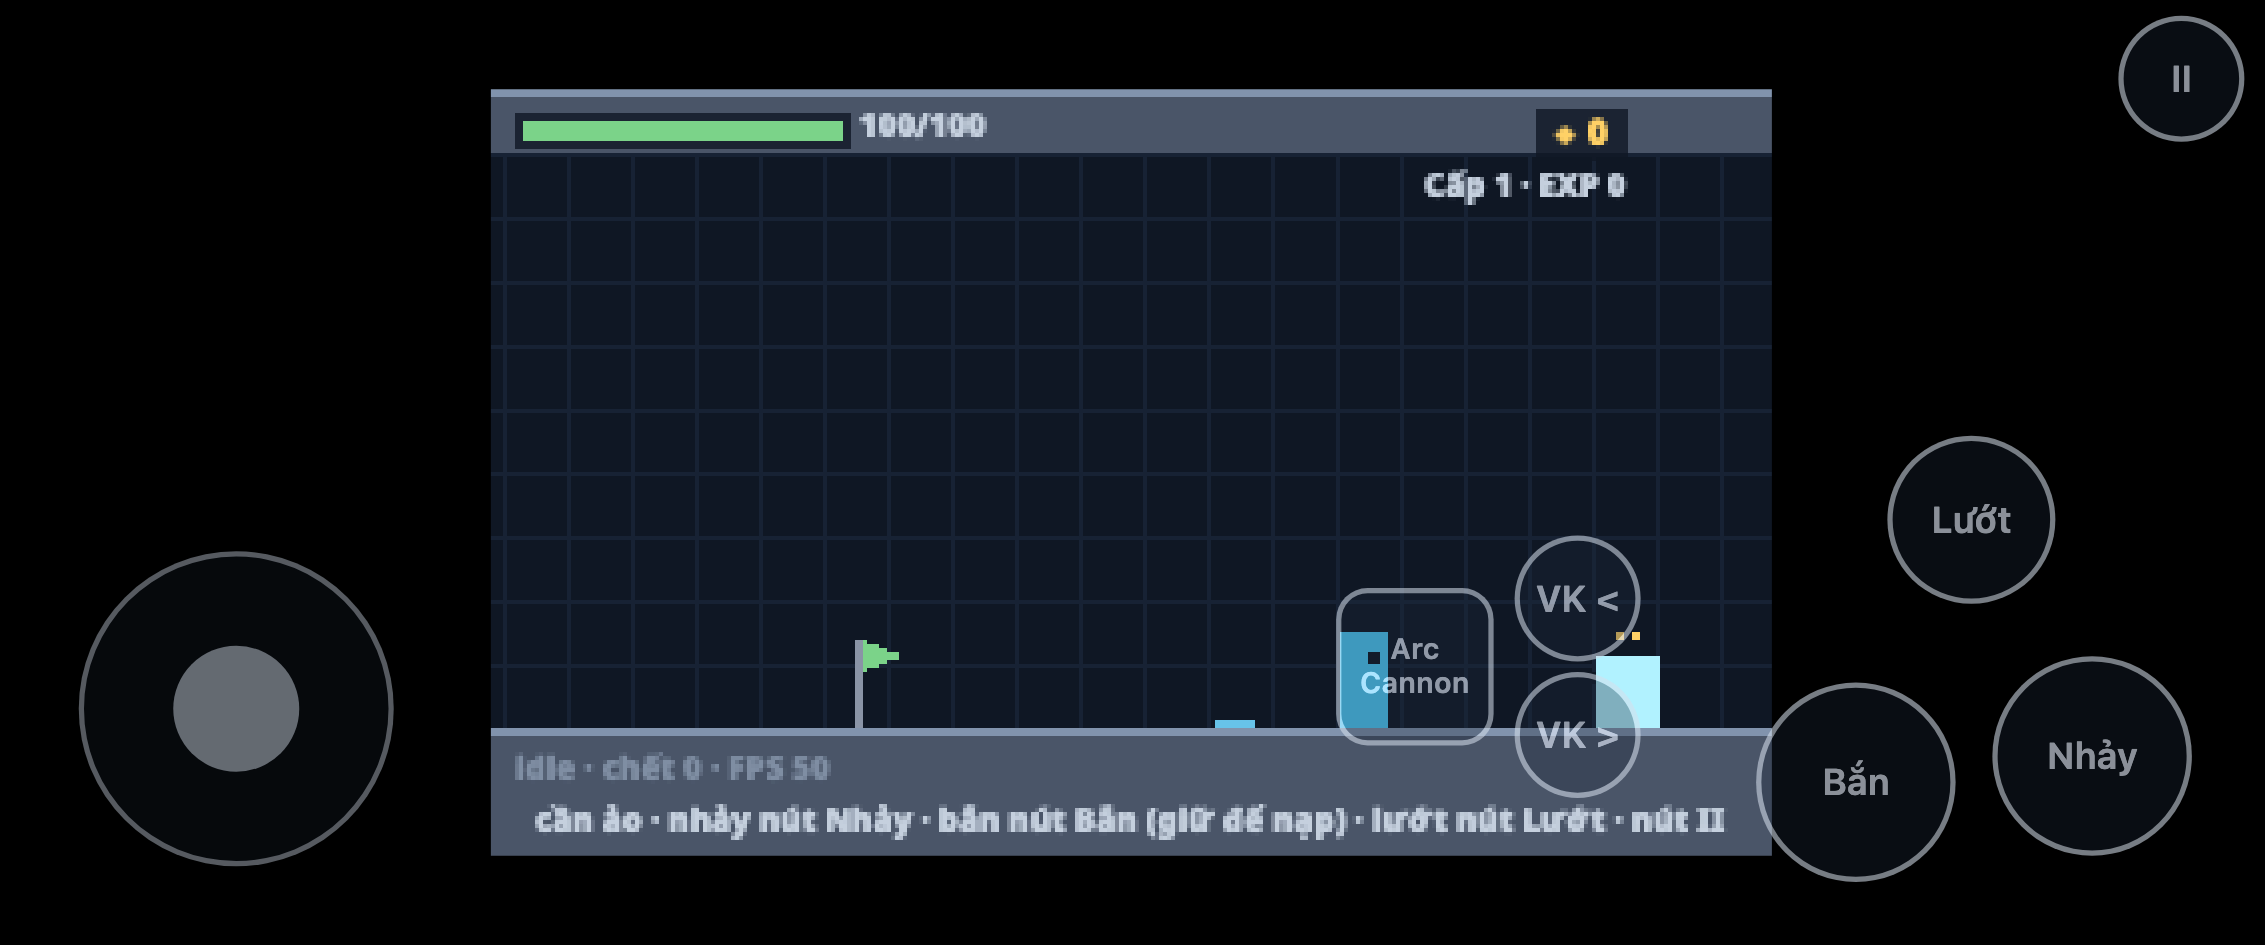 100/100
0
II
Cấp 1 · EXP 0
Lướt
VK <
Arc
Cannon
VK >
Bắn
Nhảy
Idle · chết 0 · FPS 50
cần ảo · nhảy nút Nhảy · bắn nút Bắn (giữ để nạp) · lướt nút Lướt · nút II